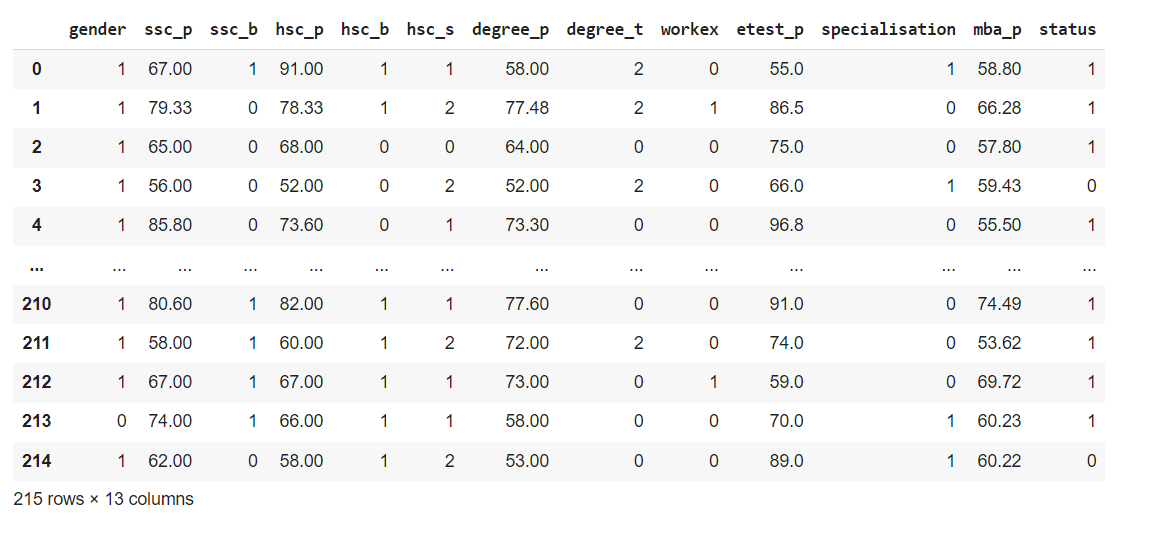 gender ssc_p ssc_b hsc_p hsc_b hsc_s degree_p degree_t workex etest_p specialisation mba_p status
0 1 67.00 1 91.00 1 1 58.00 2 0 55.0 1 58.80 1
1 1 79.33 0 78.33 1 2 77.48 2 1 86.5 0 66.28 1
2 1 65.00 0 68.00 0 0 64.00 0 0 75.0 0 57.80 1
3 1 56.00 0 52.00 0 2 52.00 2 0 66.0 1 59.43 0
4 1 85.80 0 73.60 0 1 73.30 0 0 96.8 0 55.50 1
... ... ... ... ... ... ... ... ... ... ... ... ... ...
210 1 80.60 1 82.00 1 1 77.60 0 0 91.0 0 74.49 1
211 1 58.00 1 60.00 1 2 72.00 2 0 74.0 0 53.62 1
212 1 67.00 1 67.00 1 1 73.00 0 1 59.0 0 69.72 1
213 0 74.00 1 66.00 1 1 58.00 0 0 70.0 1 60.23 1
214 1 62.00 0 58.00 1 2 53.00 0 0 89.0 1 60.22 0
215 rows × 13 columns